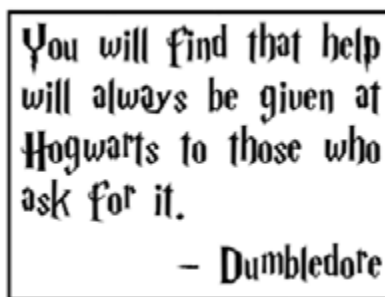 You will find that help
will always be given at
Hogwarts to those who
ask for it.
– Dumbledore